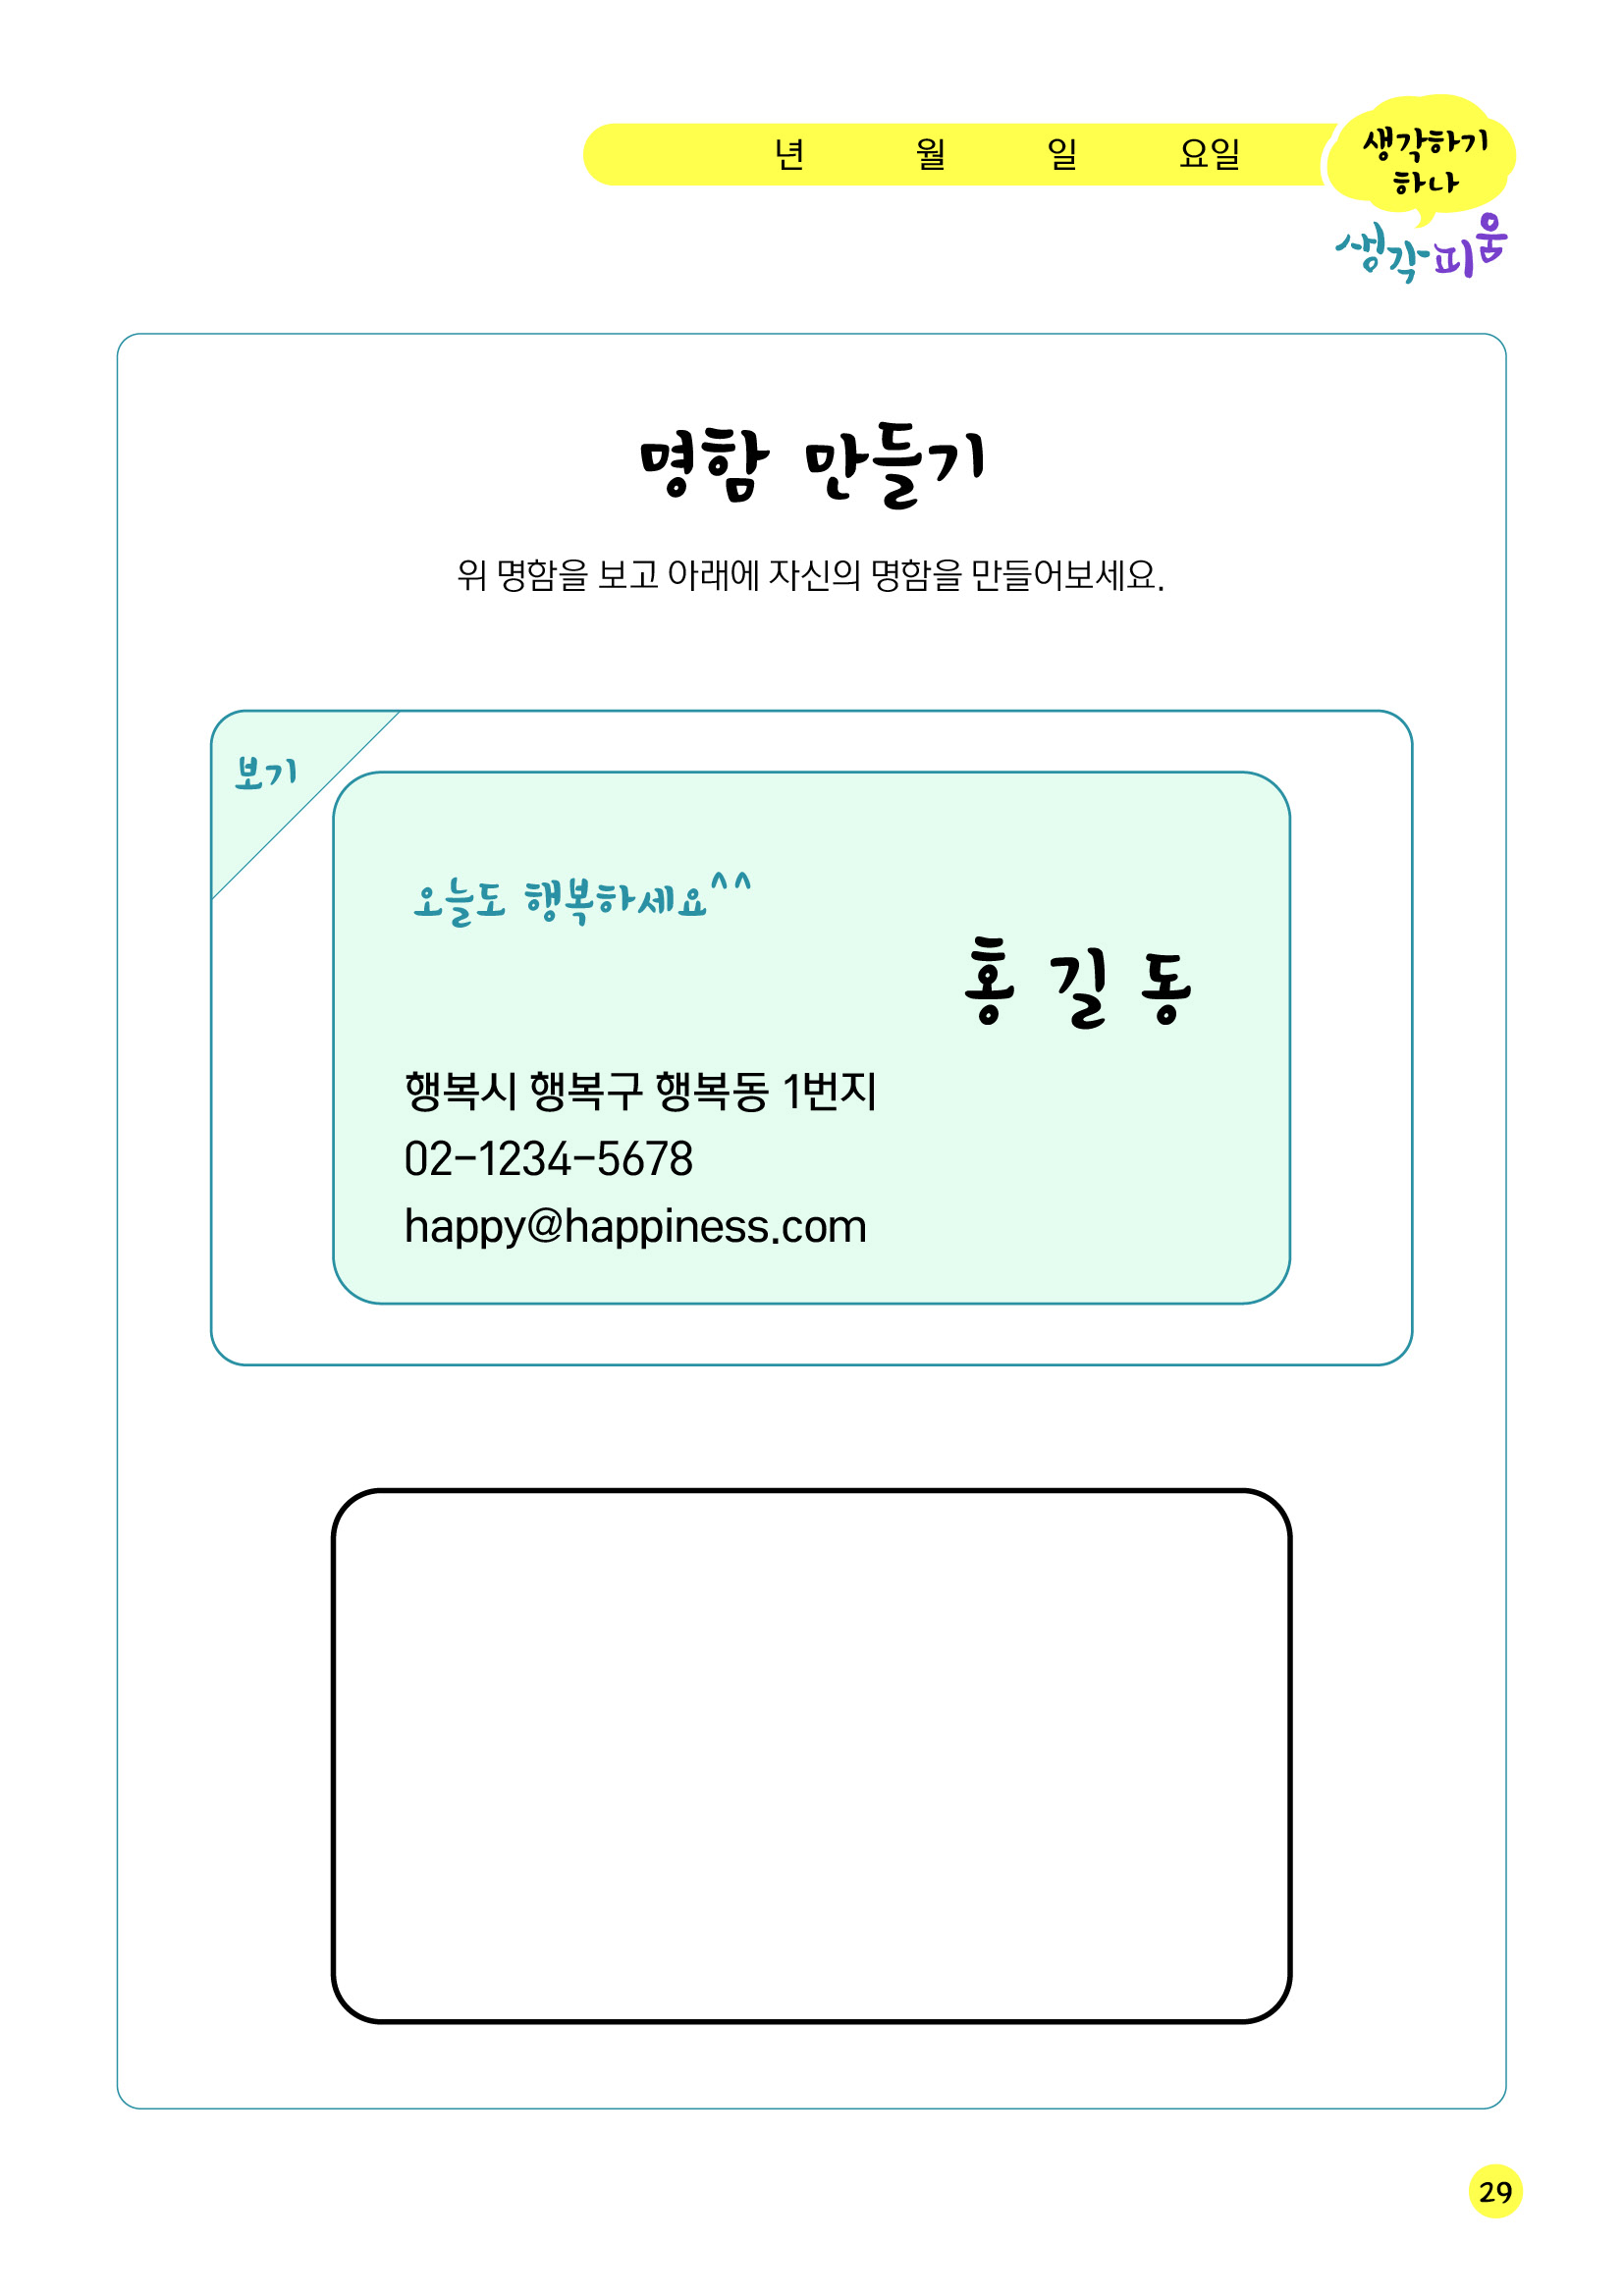 년 월 일 요일
생각하기
하나
생각피움
명함 만들기
위 명함을 보고 아래에 자신의 명함을 만들어보세요.
보기
오늘도 행복하세요^^
홍 길 동
행복시 행복구 행복동 1번지
02-1234-5678
happy@happiness.com
29